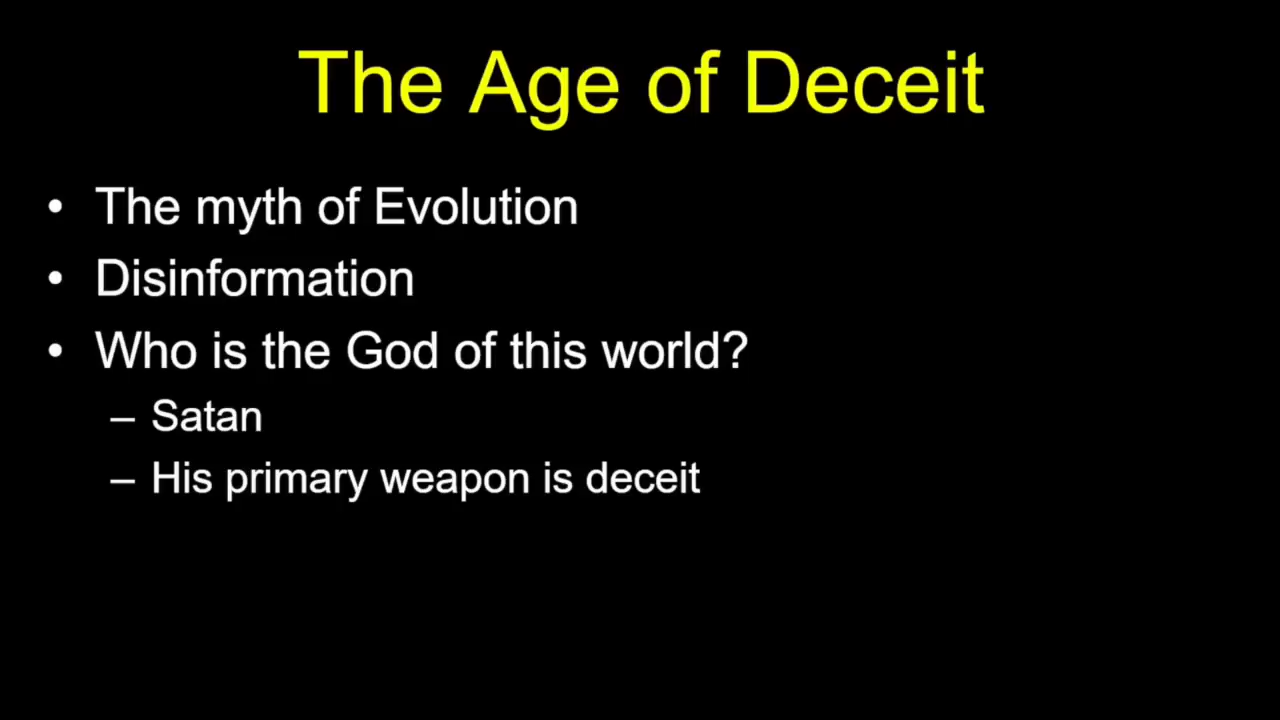 The Age of Deceit
• The myth of Evolution
• Disinformation
• Who is the God of this world?
– Satan
– His primary weapon is deceit